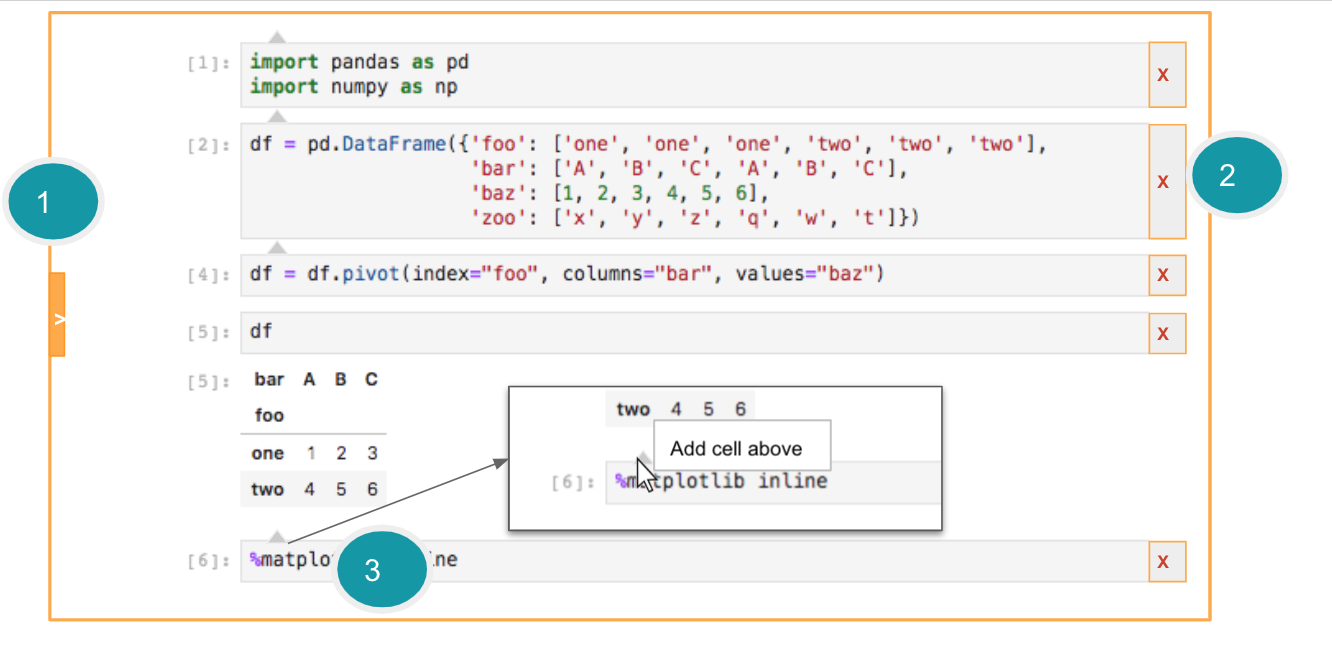 [1]: import pandas as pd X
import numpy as np
[2]: df = pd.DataFrame({'foo': ['one', 'one', 'one', 'two', 'two', 'two'],
'bar': ['A', 'B', 'C', 'A', 'B', 'C'], X 2
1 'baz': [1, 2, 3, 4, 5, 6],
'zoo': ['x', 'y', 'z', 'q', 'w', 't']})
[4]: df = df.pivot(index="foo", columns="bar", values="baz") X
>
[5]: df X
[5]: bar A B C
foo
one 1 2 3
two 4 5 6
two 4 5 6
Add cell above
[6]: %matplotlib inline
[6]: %matplo ne X
3